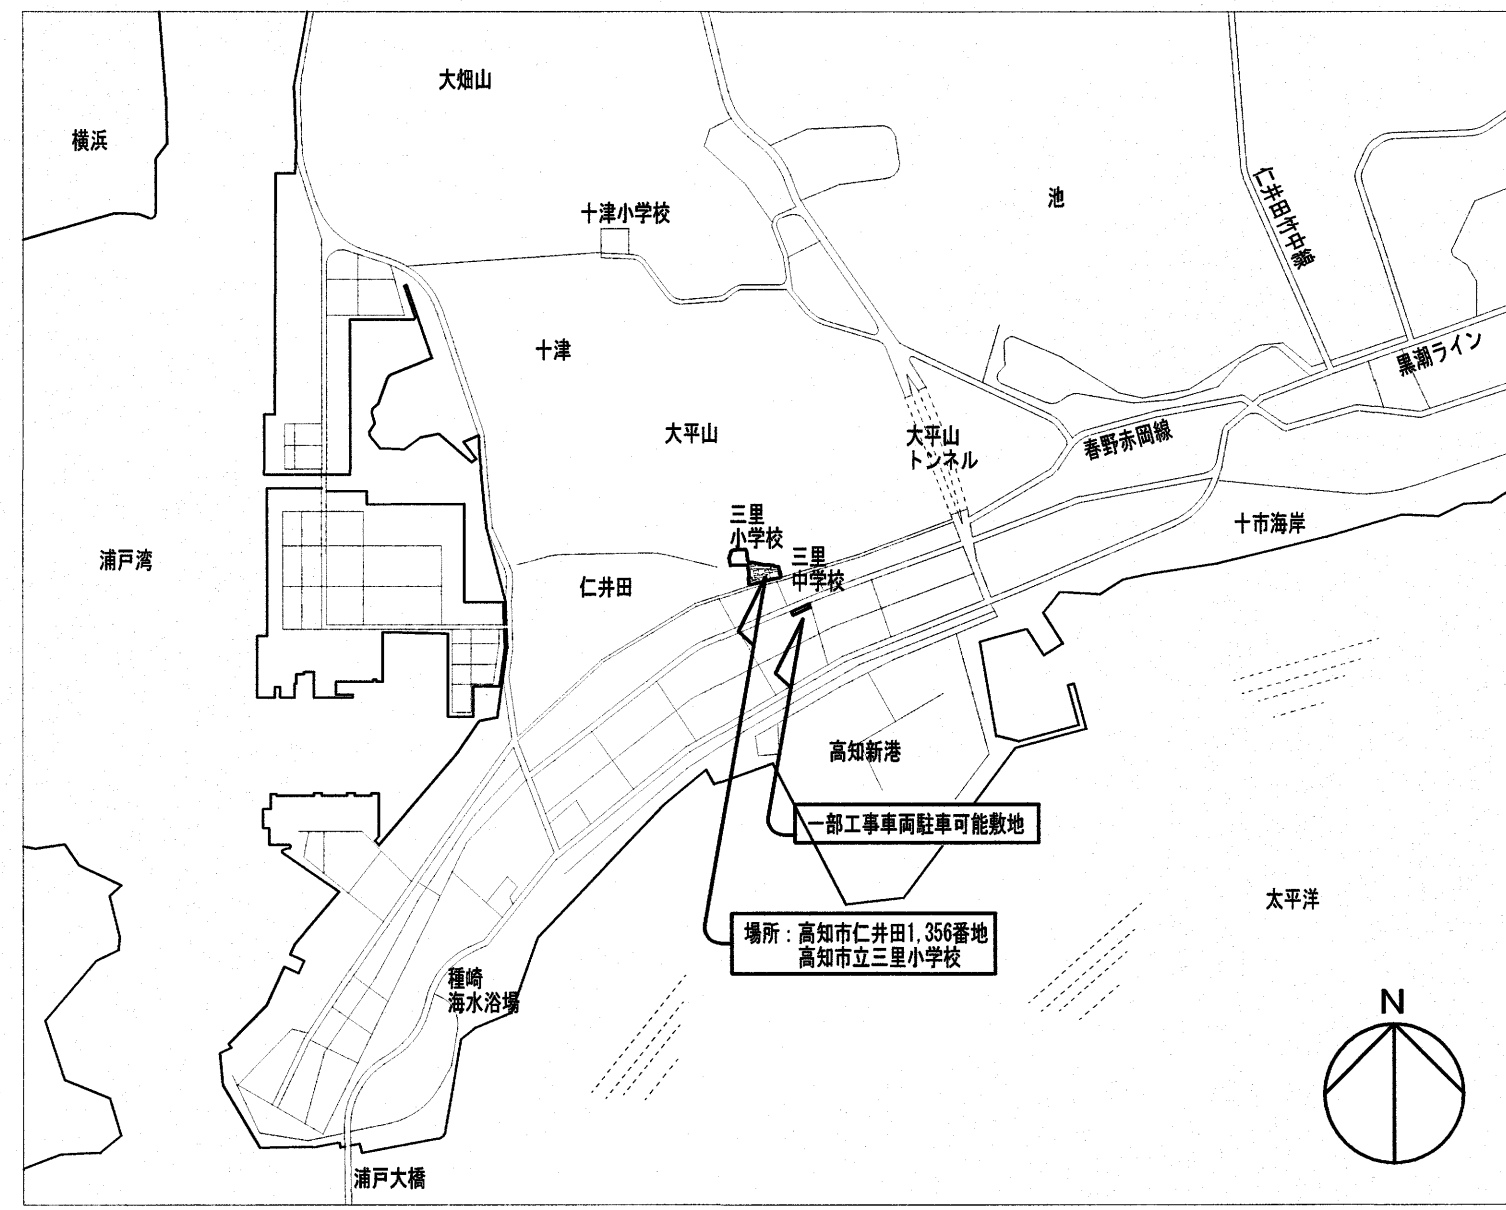 大畑山
横浜
十津小学校
池
仁井田竹中線
十津
黒潮ライン
大平山
大平山
トンネル
春野赤岡線
三里
小学校
三里
中学校
十市海岸
浦戸湾
仁井田
高知新港
一部工事車両駐車可能敷地
太平洋
場所：高知市仁井田1,356番地
高知市立三里小学校
種崎
海水浴場
N
浦戸大橋